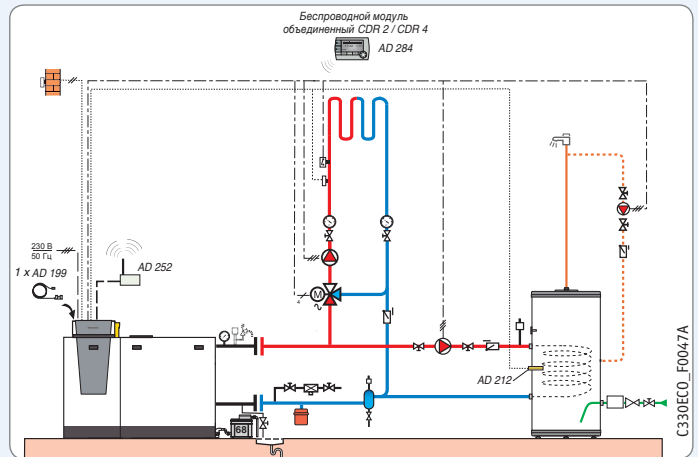 Беспроводной модуль
объединенный CDR 2 / CDR 4
AD 284
230 В
50 Гц
1 x AD 199
AD 252
M
4
AD 212
68
C330ECO_F0047A